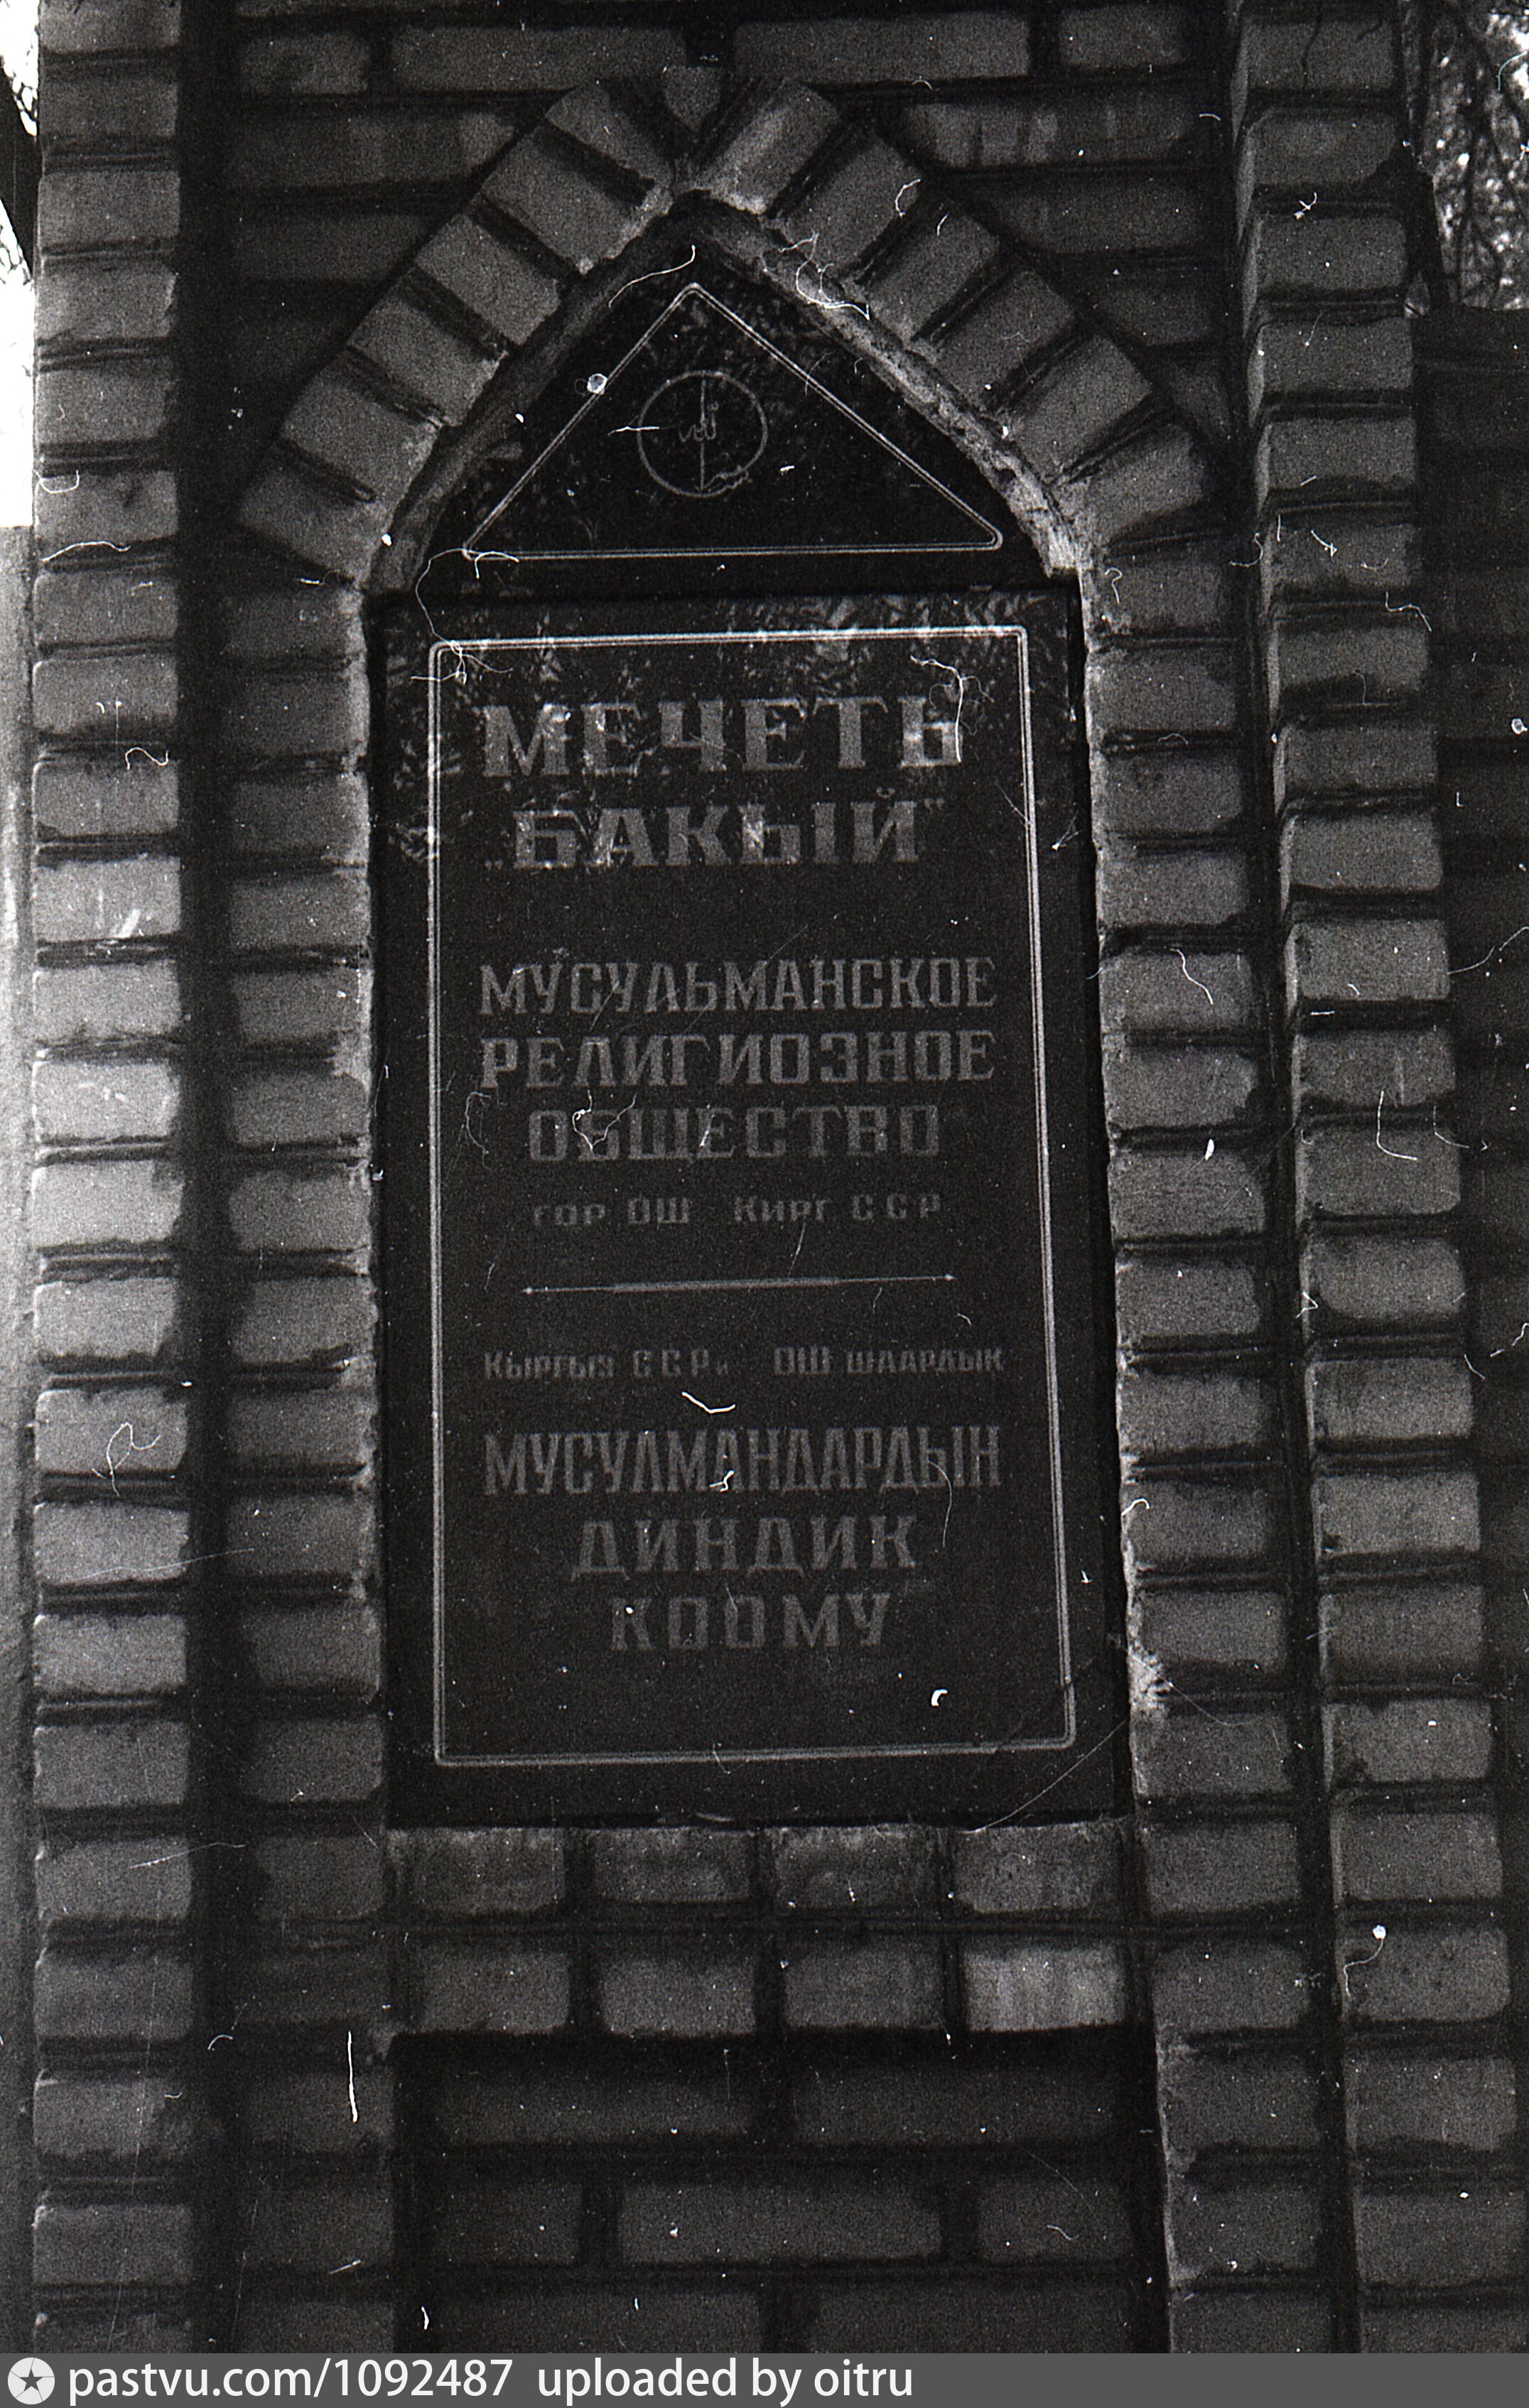 МЕЧЕТЬ
„БАКЫЙ"
МУСУЛЬМАНСКОЕ
РЕЛИГИОЗНОЕ
ОБЩЕСТВО
гор ОШ Кирг ССР
Кыргыз ССРи ОШ шаардык
МУСУЛМАНДАРДЫН
ДИНДИК
КООМУ
pastvu.com/1092487 uploaded by oitru